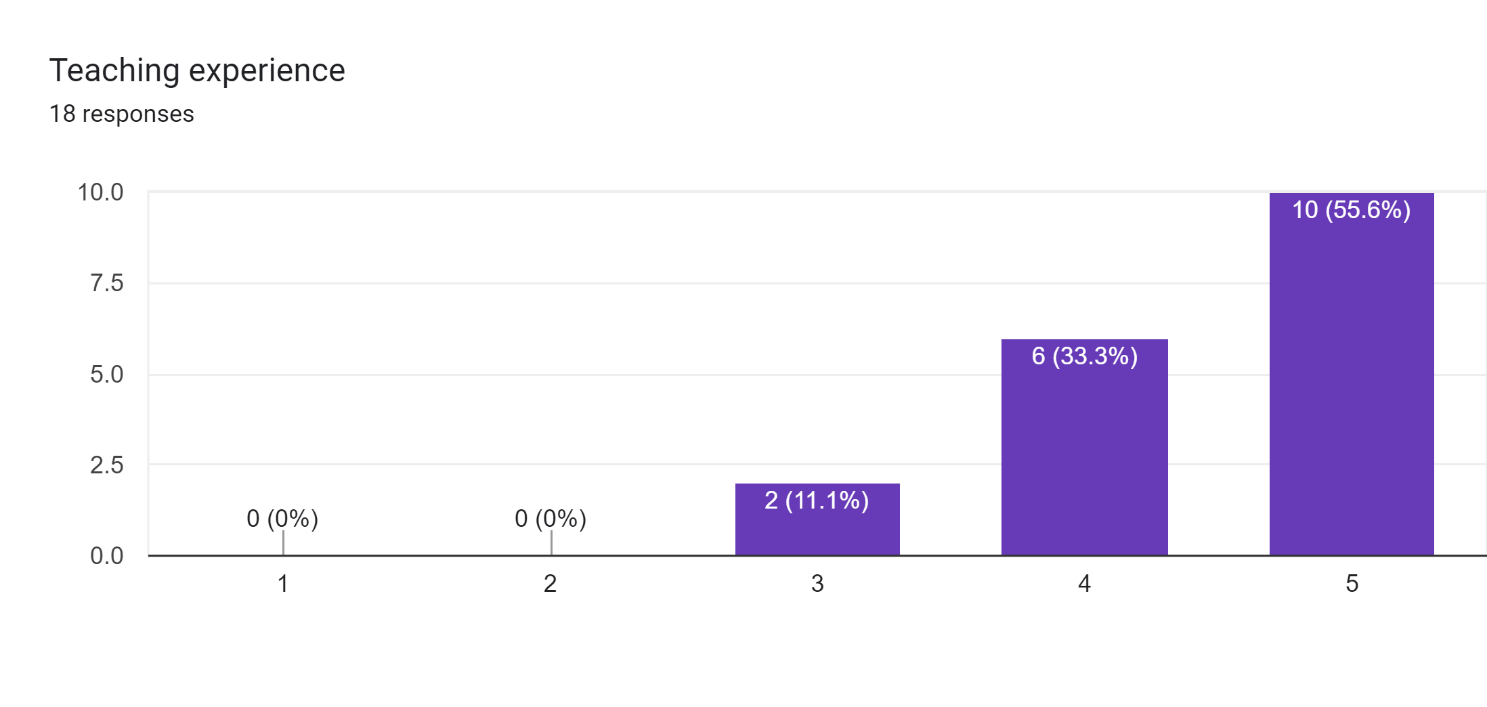 Teaching experience
18 responses
10.0
10 (55.6%)
7.5
6 (33.3%)
5.0
2.5
2 (11.1%)
0 (0%) 0 (0%)
0.0
1 2 3 4 5